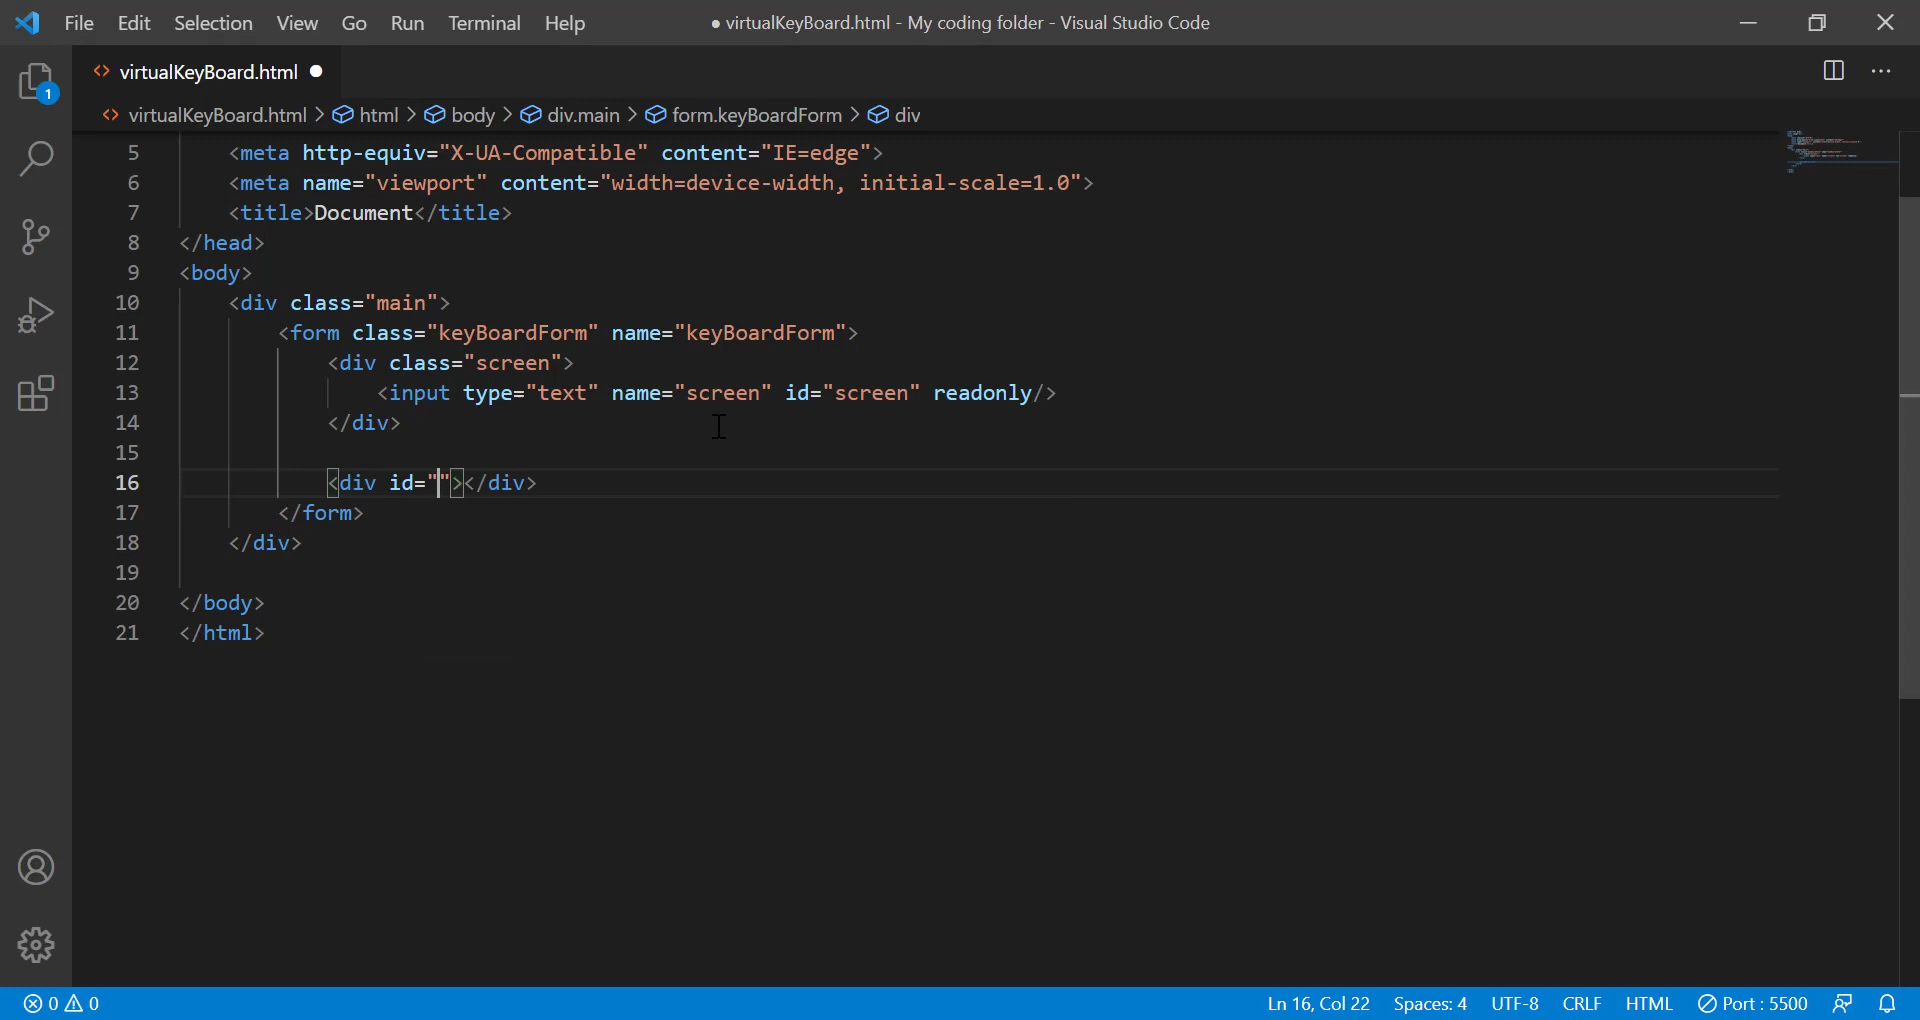 File Edit Selection View Go Run Terminal Help
● virtualKeyBoard.html - My coding folder - Visual Studio Code
1
<> virtualKeyBoard.html ●
<> virtualKeyBoard.html > html > body > div.main > form.keyBoardForm > div
5 <meta http-equiv="X-UA-Compatible" content="IE=edge">
6 <meta name="viewport" content="width=device-width, initial-scale=1.0">
7 <title>Document</title>
8 </head>
9 <body>
10 <div class="main">
11 <form class="keyBoardForm" name="keyBoardForm">
12 <div class="screen">
13 <input type="text" name="screen" id="screen" readonly/>
14 </div>
15
16 <div id=""></div>
17 </form>
18 </div>
19
20 </body>
21 </html>
0 0 Ln 16, Col 22 Spaces: 4 UTF-8 CRLF HTML Port : 5500